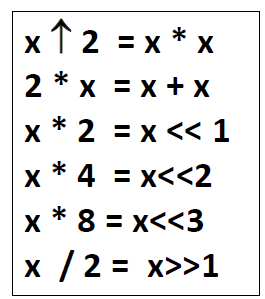 x ↑ 2 = x * x
2 * x = x + x
x * 2 = x << 1
x * 4 = x<<2
x * 8 = x<<3
x / 2 = x>>1